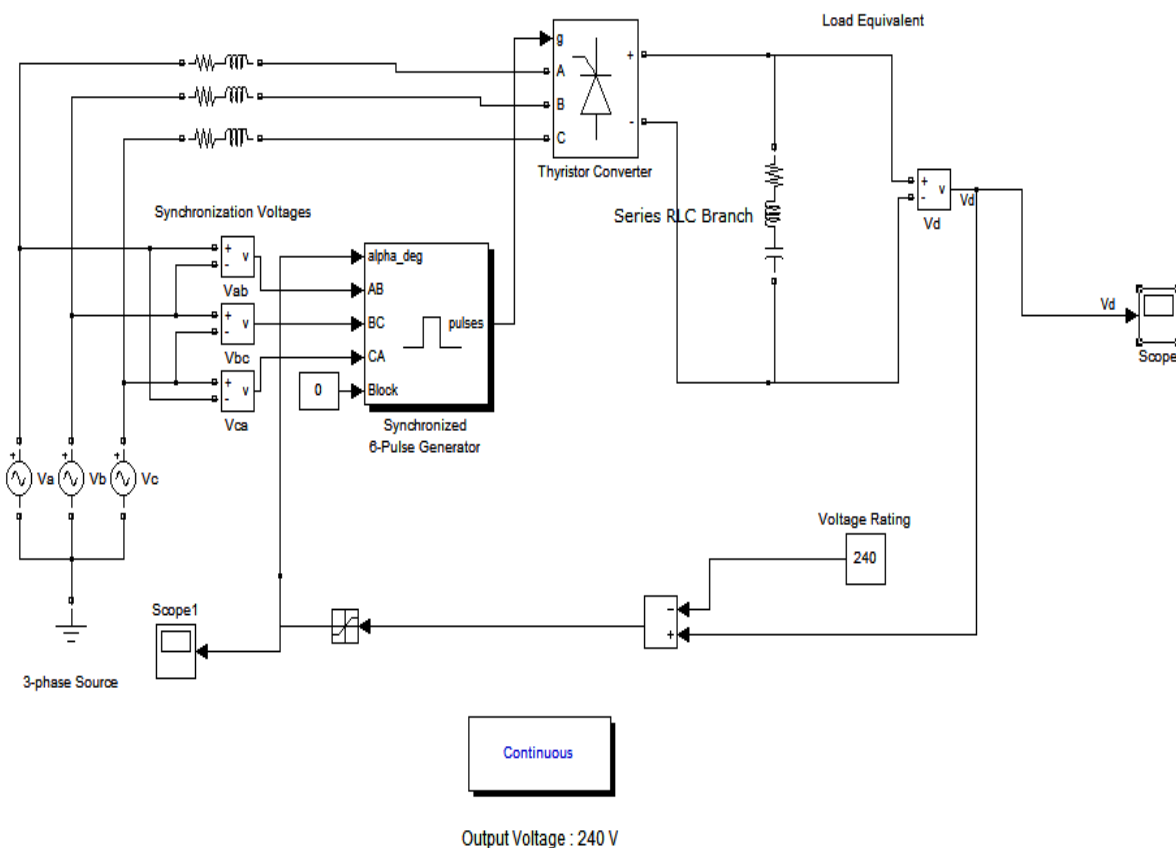 Load Equivalent
g
A
B
C
+
-
Thyristor Converter
Series RLC Branch
+
-
v
Vd
Vd
Vd
Scope
Synchronization Voltages
+
-
v
Vab
+
-
v
Vbc
+
-
v
Vca
alpha_deg
AB
BC
CA
Block
pulses
0
Synchronized
6-Pulse Generator
+
Va
+
Vb
+
Vc
Voltage Rating
240
-
+
Scope1
3-phase Source
Continuous
Output Voltage : 240 V